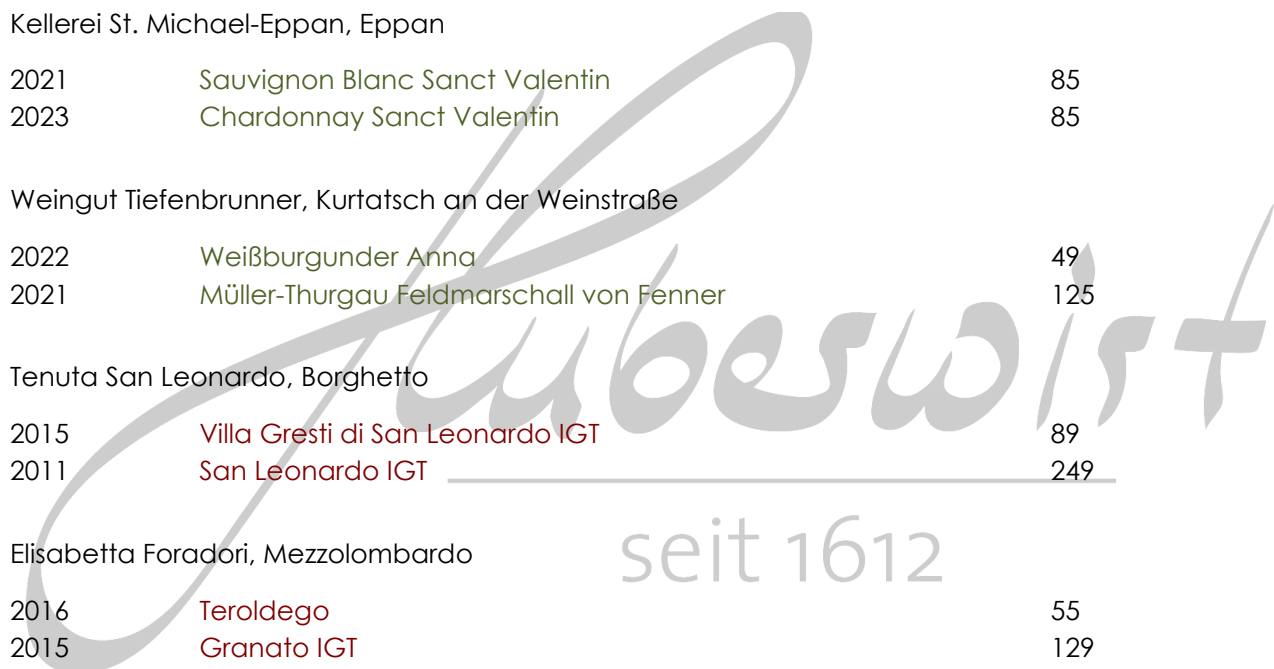 Kellerei St. Michael-Eppan, Eppan
2021 Sauvignon Blanc Sanct Valentin 85
2023 Chardonnay Sanct Valentin 85
Weingut Tiefenbrunner, Kurtatsch an der Weinstraße
2022 Weißburgunder Anna 49
2021 Müller-Thurgau Feldmarschall von Fenner 125
Hubeswirt
Tenuta San Leonardo, Borghetto
2015 Villa Gresti di San Leonardo IGT 89
2011 San Leonardo IGT 249
seit 1612
Elisabetta Foradori, Mezzolombardo
2016 Teroldego 55
2015 Granato IGT 129